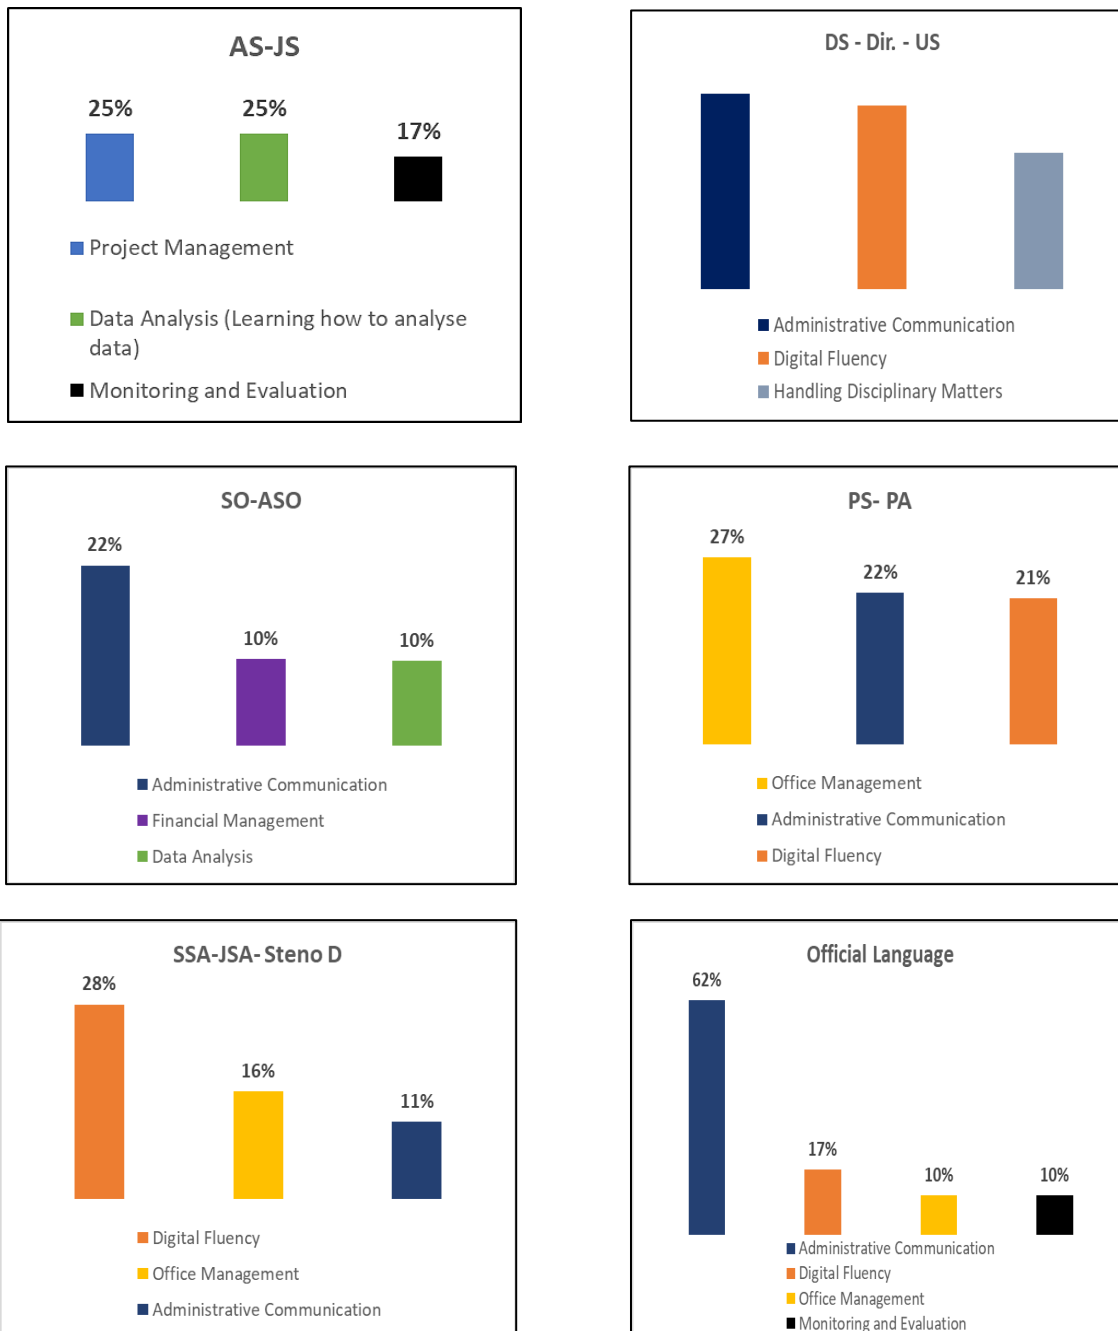 AS-JS
25%
25%
17%
Project Management
Data Analysis (Learning how to analyse
data)
Monitoring and Evaluation
DS - Dir. - US
Administrative Communication
Digital Fluency
Handling Disciplinary Matters
SO-ASO
22%
10%
10%
Administrative Communication
Financial Management
Data Analysis
PS- PA
27%
22%
21%
Office Management
Administrative Communication
Digital Fluency
SSA-JSA- Steno D
28%
16%
11%
Digital Fluency
Office Management
Administrative Communication
Official Language
62%
17%
10%
10%
Administrative Communication
Digital Fluency
Office Management
Monitoring and Evaluation